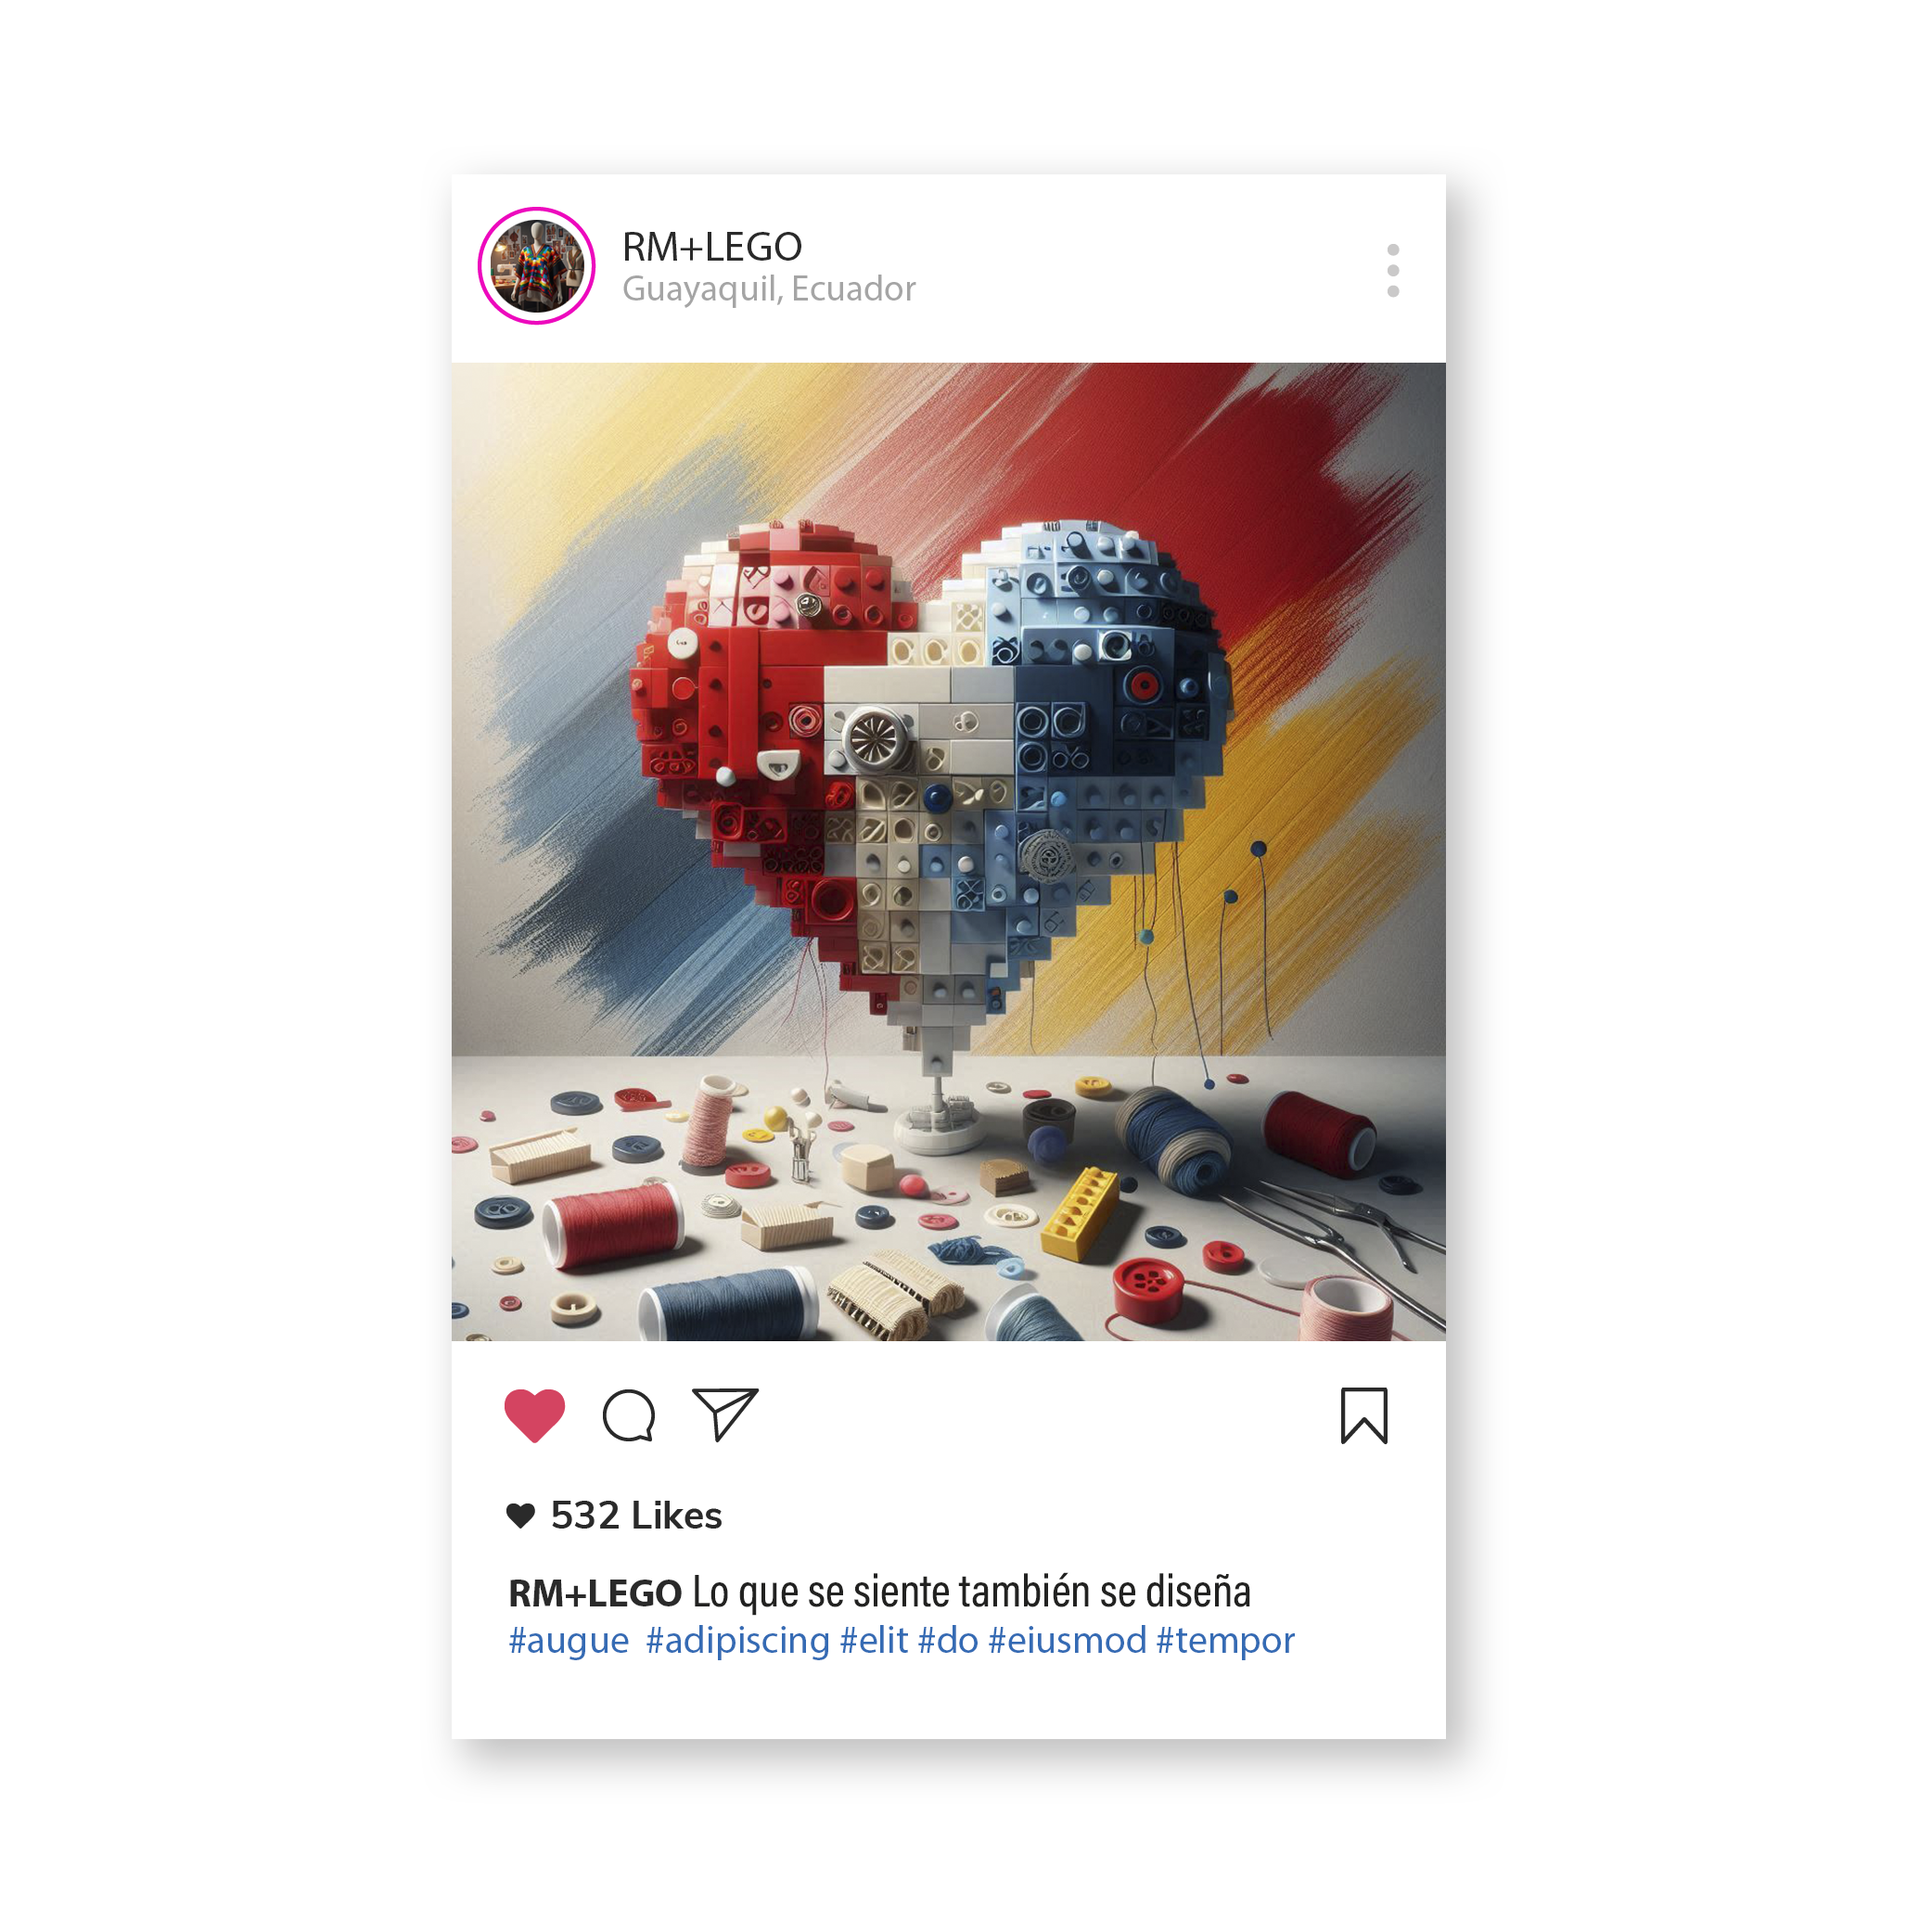 RM+LEGO
Guayaquil, Ecuador
532 Likes
RM+LEGO Lo que se siente también se diseña
#augue #adipiscing #elit #do #eiusmod #tempor